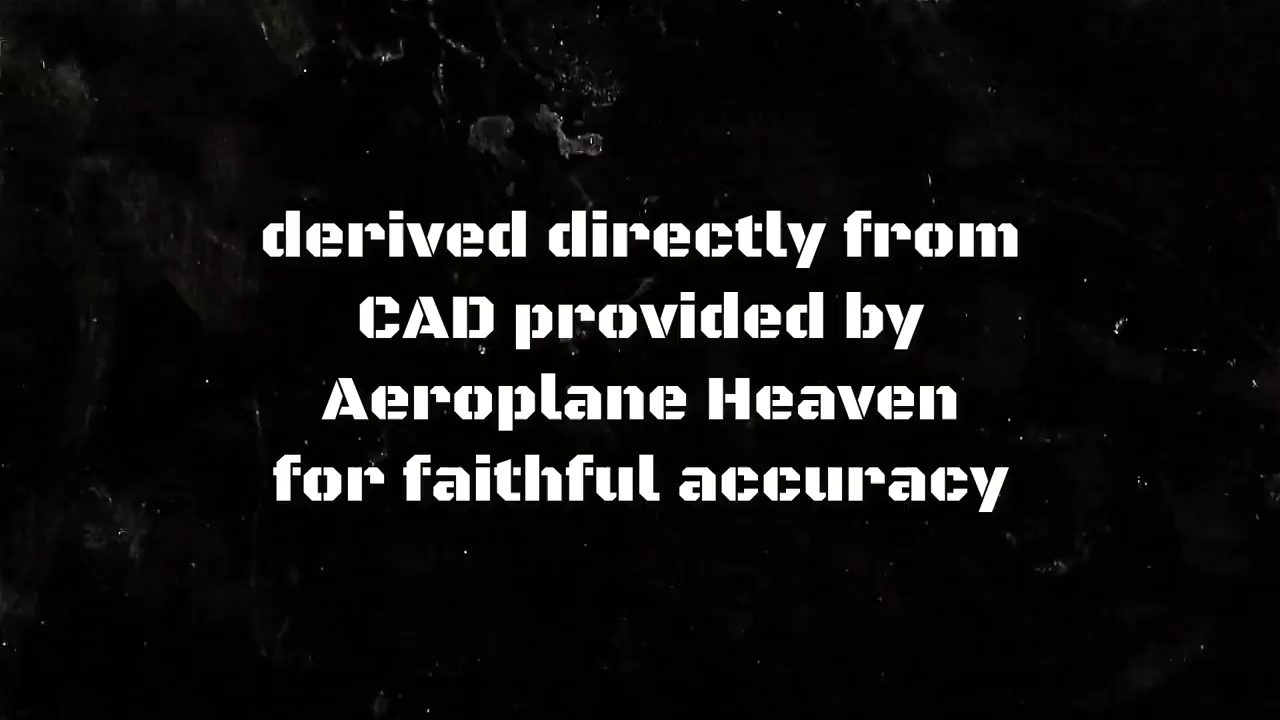 derived directly from
CAD provided by
Aeroplane Heaven
for faithful accuracy